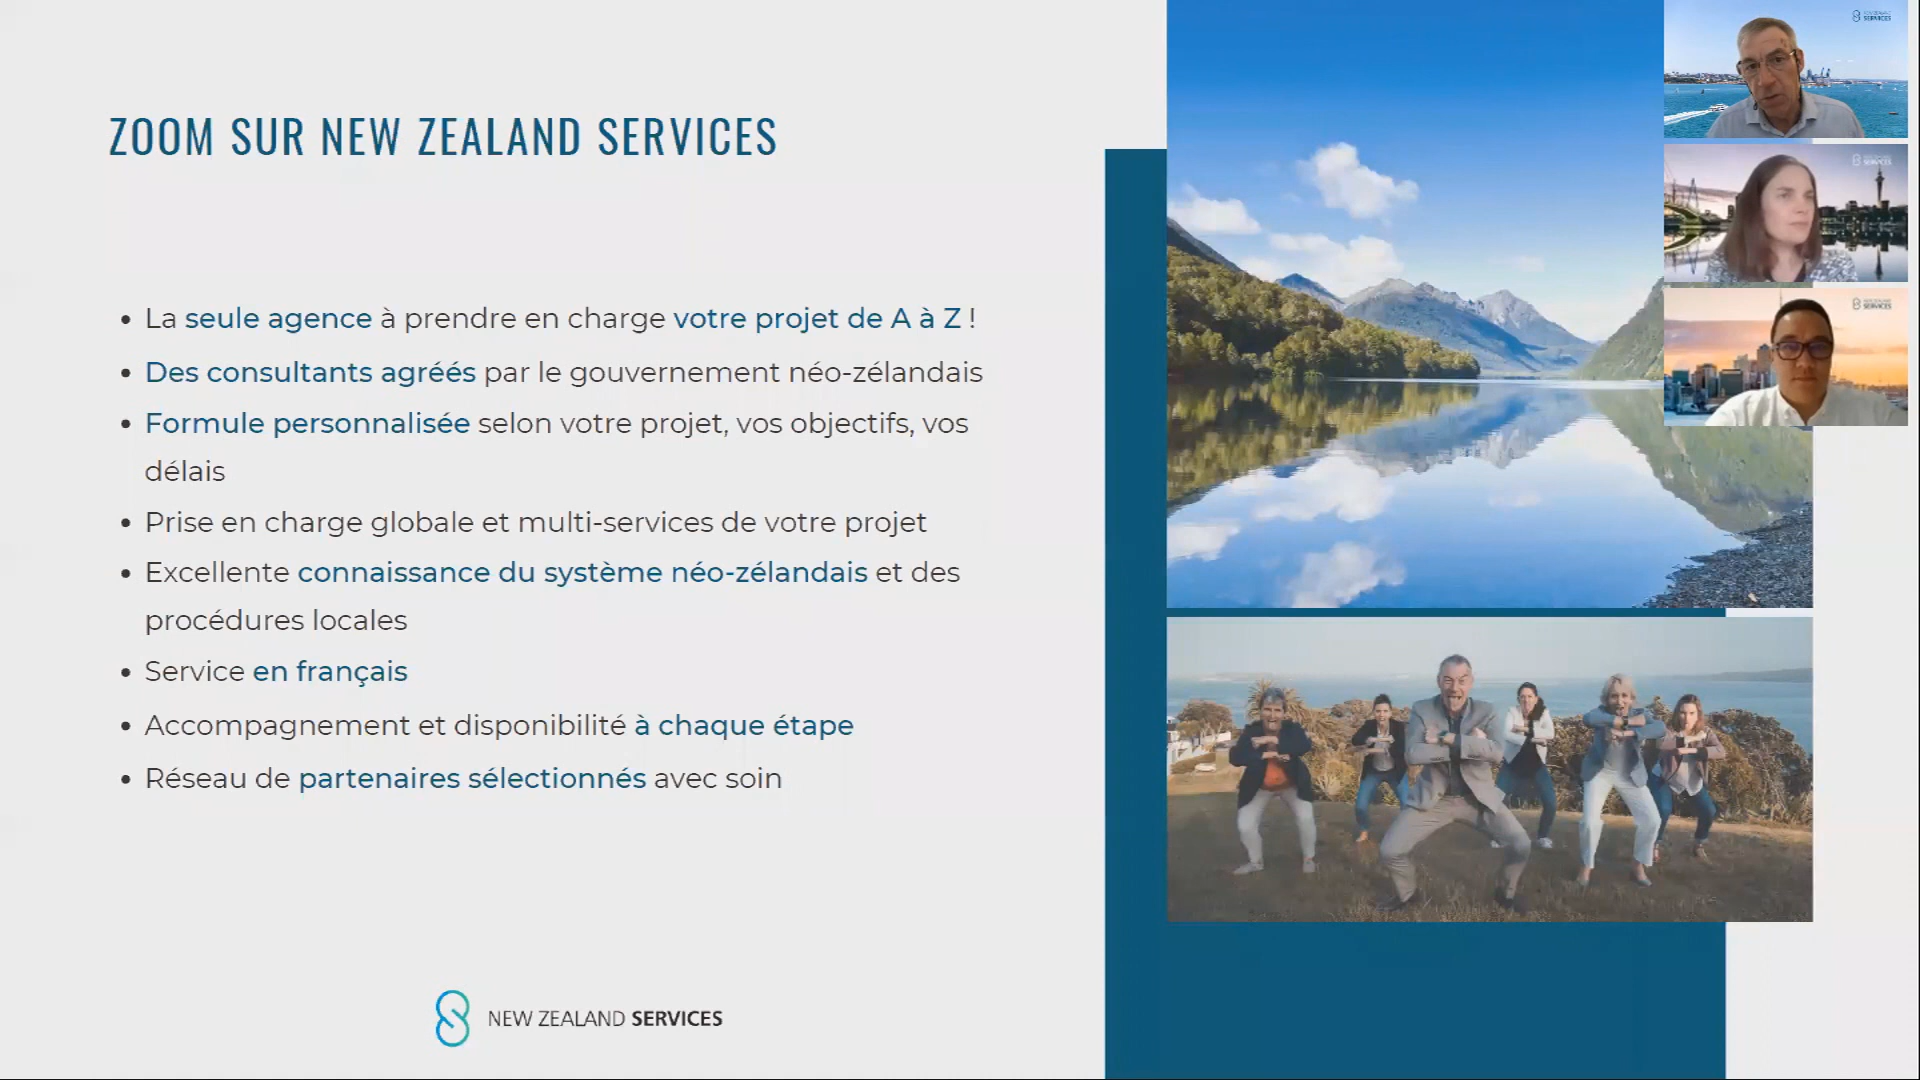 ZOOM SUR NEW ZEALAND SERVICES
• La seule agence à prendre en charge votre projet de A à Z !
• Des consultants agréés par le gouvernement néo-zélandais
• Formule personnalisée selon votre projet, vos objectifs, vos
délais
• Prise en charge globale et multi-services de votre projet
• Excellente connaissance du système néo-zélandais et des
procédures locales
• Service en français
• Accompagnement et disponibilité à chaque étape
• Réseau de partenaires sélectionnés avec soin
NEW ZEALAND SERVICES
SERVICES
SERVICES
SERVICES